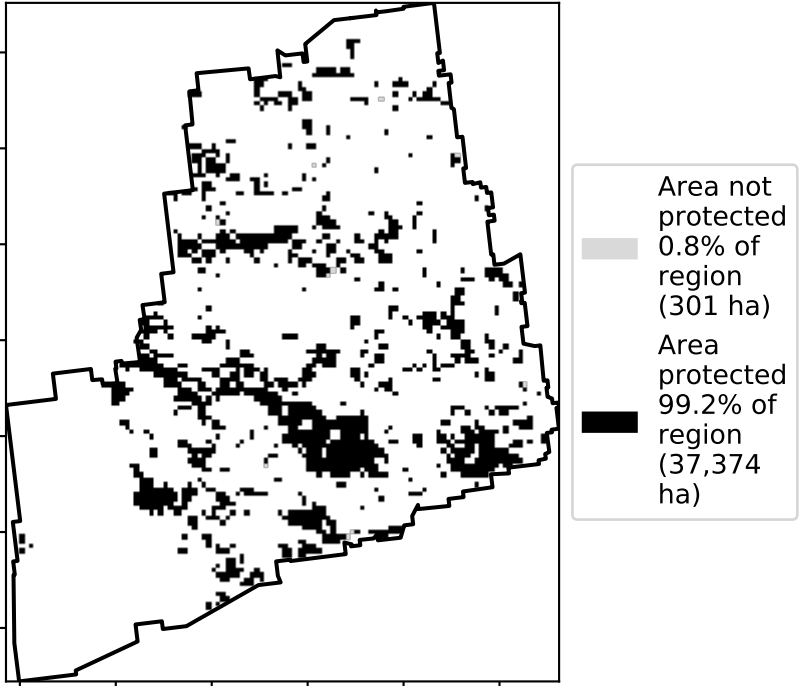 Area not
protected
0.8% of
region
(301 ha)
Area
protected
99.2% of
region
(37,374
ha)